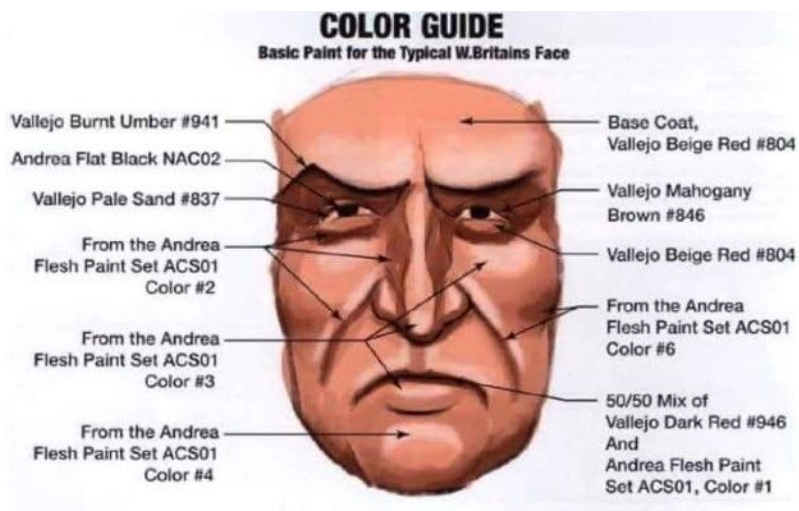 COLOR GUIDE
Basic Paint for the Typical W.Britains Face
Vallejo Burnt Umber #941
Andrea Flat Black NAC02
Vallejo Pale Sand #837
From the Andrea
Flesh Paint Set ACS01
Color #2
From the Andrea
Flesh Paint Set ACS01
Color #3
From the Andrea
Flesh Paint Set ACS01
Color #4
Base Coat,
Vallejo Beige Red #804
Vallejo Mahogany
Brown #846
Vallejo Beige Red #804
From the Andrea
Flesh Paint Set ACS01
Color #6
50/50 Mix of
Vallejo Dark Red #946
And
Andrea Flesh Paint
Set ACS01, Color #1